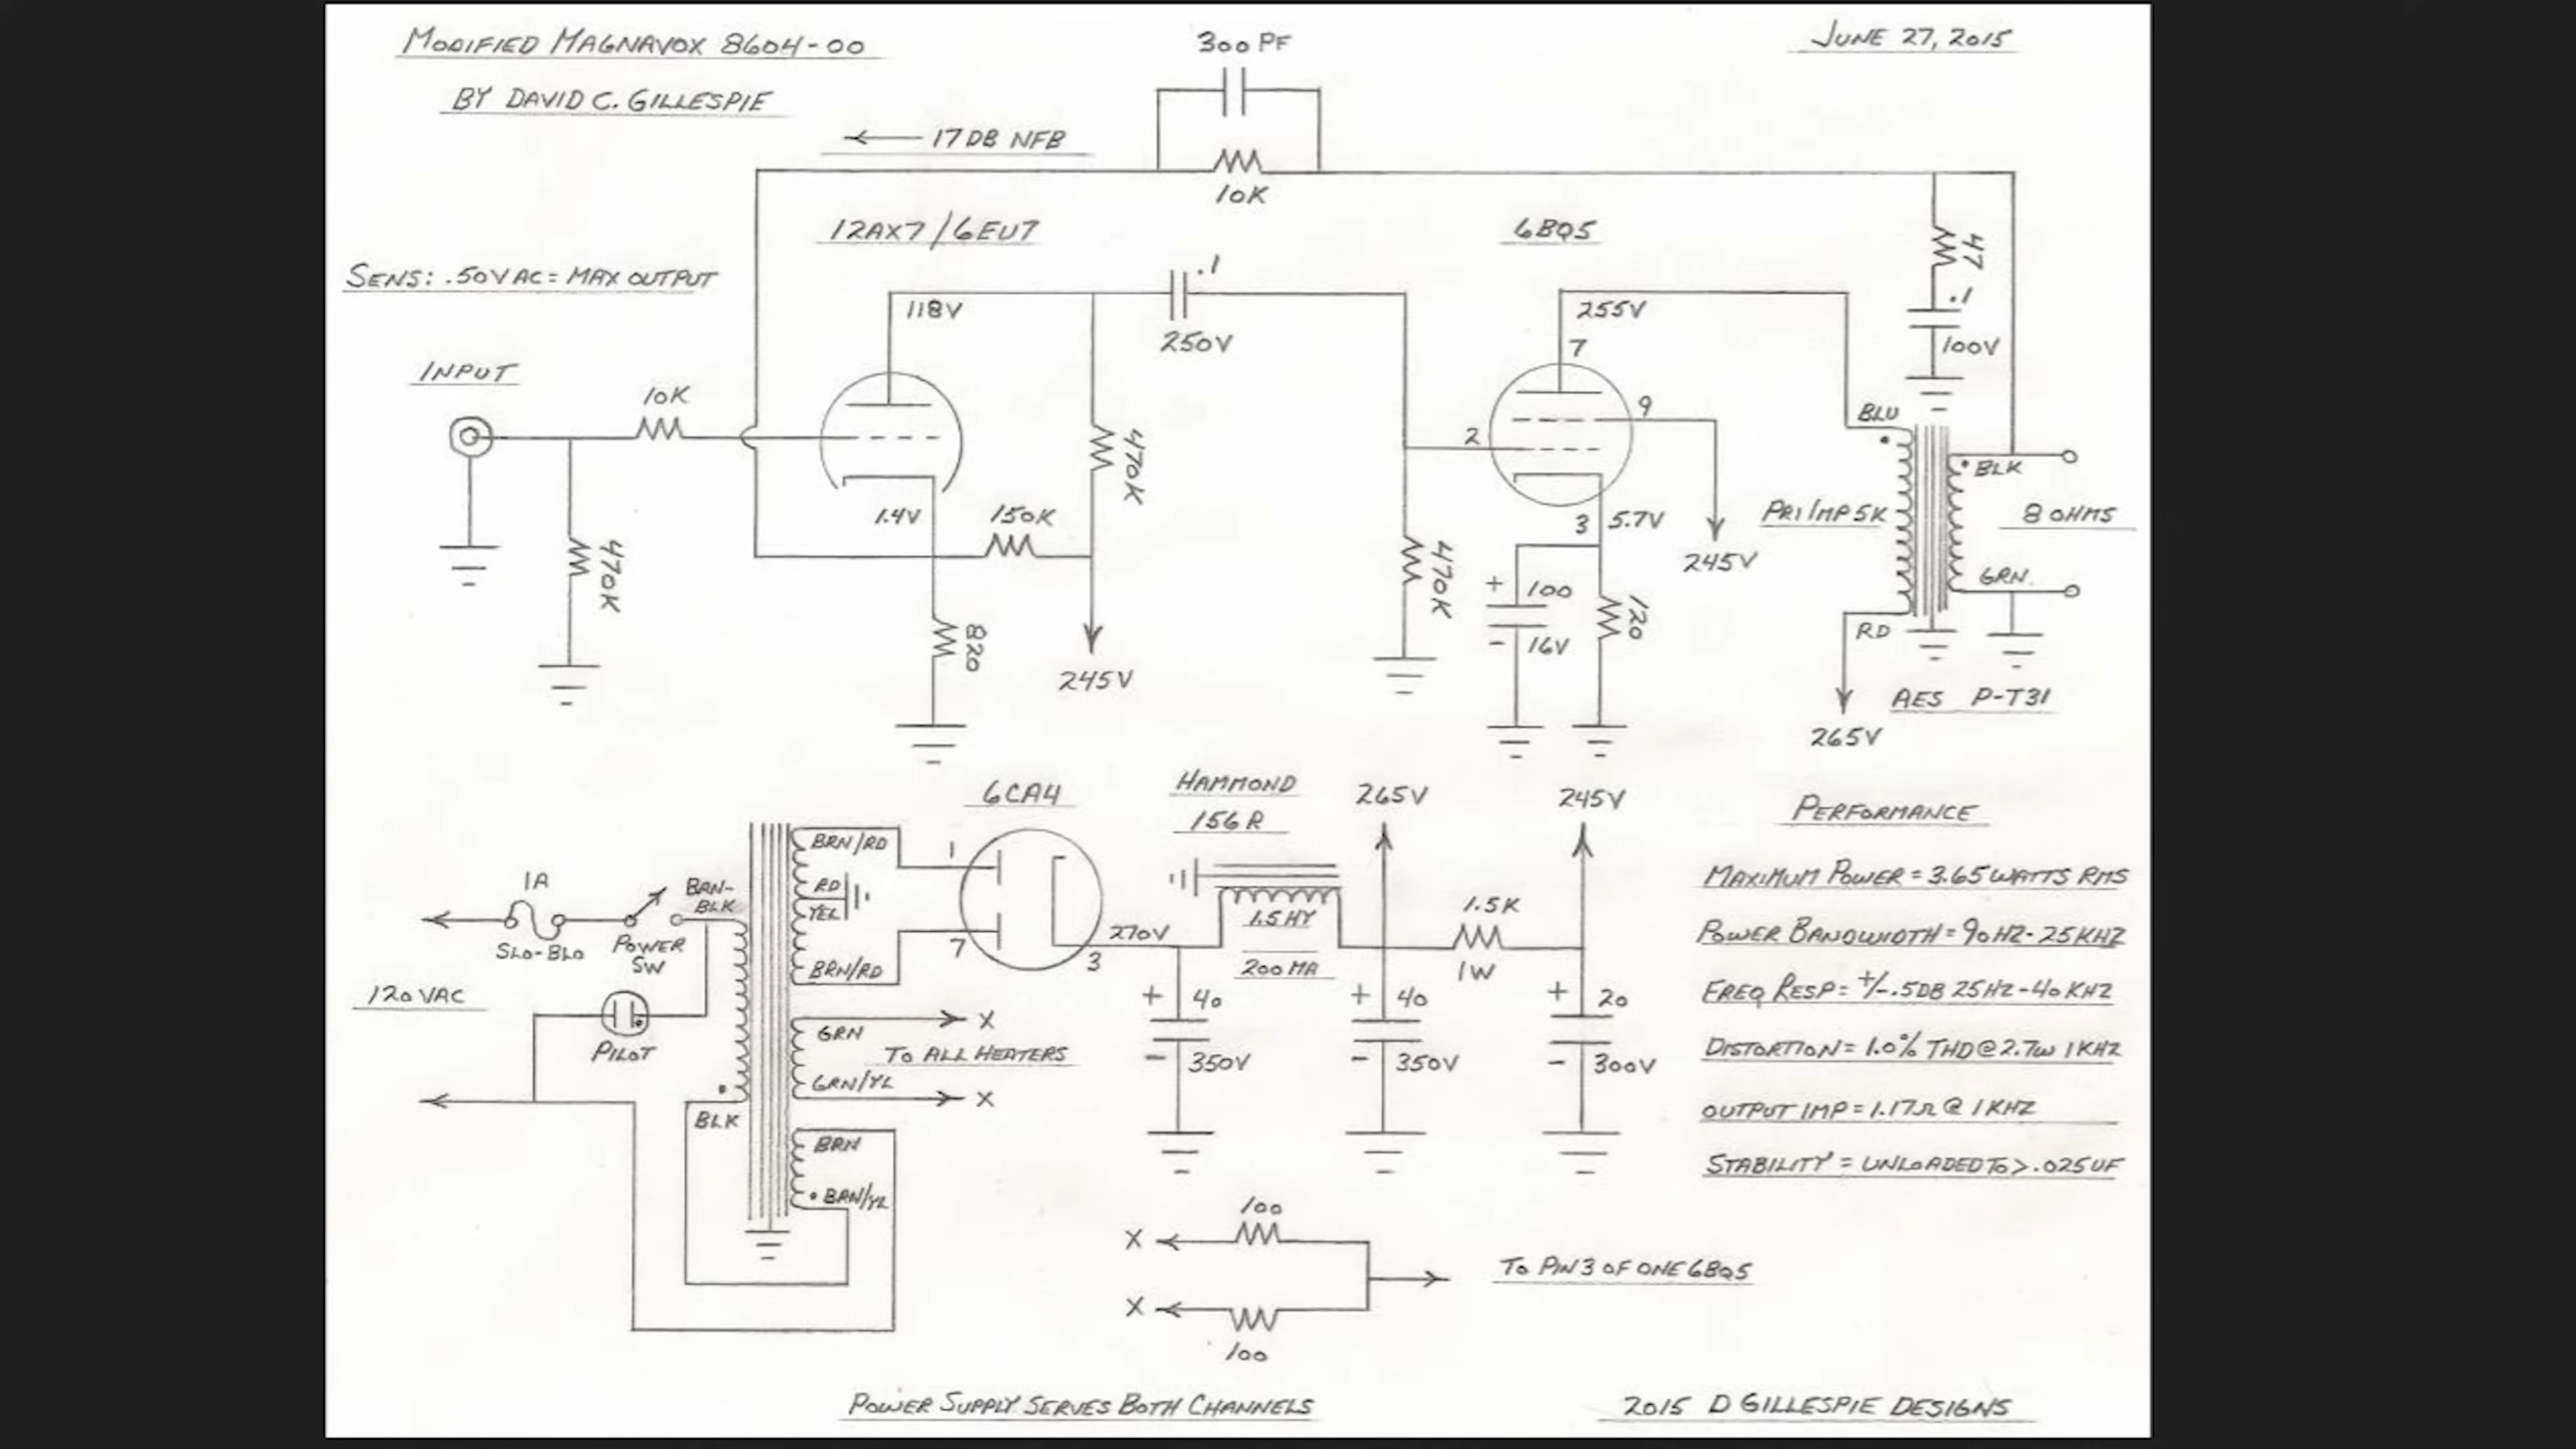 MODIFIED MAGNAVOX 8604-00
BY DAVID C. GILLESPIE
JUNE 27, 2015
300 PF
← 17 DB NFB
10K
12AX7/6EU7
6BQ5
SENS: .50VAC = MAX OUTPUT
INPUT
10K
470K
118V
1.4V
150K
820
470K
245V
.1
250V
470K
2
255V
7
9
245V
3
5.7V
+
100
-
16V
120
47
.1
100V
BLU
PRI IMP 5K
RD
265V
BLK
8 OHMS
GRN.
AES P-T31
6CA4
HAMMOND
156R
265V
245V
1A
SLO-BLO
POWER
SW
BRN-
BLK
120 VAC
PILOT
BLK
BRN/RD
RD
YEL
BRN/RD
1
7
3
270V
1.5HY
200 MA
1.5K
1W
+
40
-
350V
+
40
-
350V
+
20
-
300V
GRN
X
TO ALL HEATERS
GRN/YL
X
BRN
BRN/YL
X
100
X
100
TO PIN 3 OF ONE 6BQ5
PERFORMANCE
MAXIMUM POWER = 3.65 WATTS RMS
POWER BANDWIDTH = 90HZ-25KHZ
FREQ RESP = +/-.5DB 25HZ-40KHZ
DISTORTION = 1.0% THD @ 2.7W 1KHZ
OUTPUT IMP = 1.17Ω @ 1KHZ
STABILITY = UNLOADED TO > .025UF
POWER SUPPLY SERVES BOTH CHANNELS
2015 D GILLESPIE DESIGNS